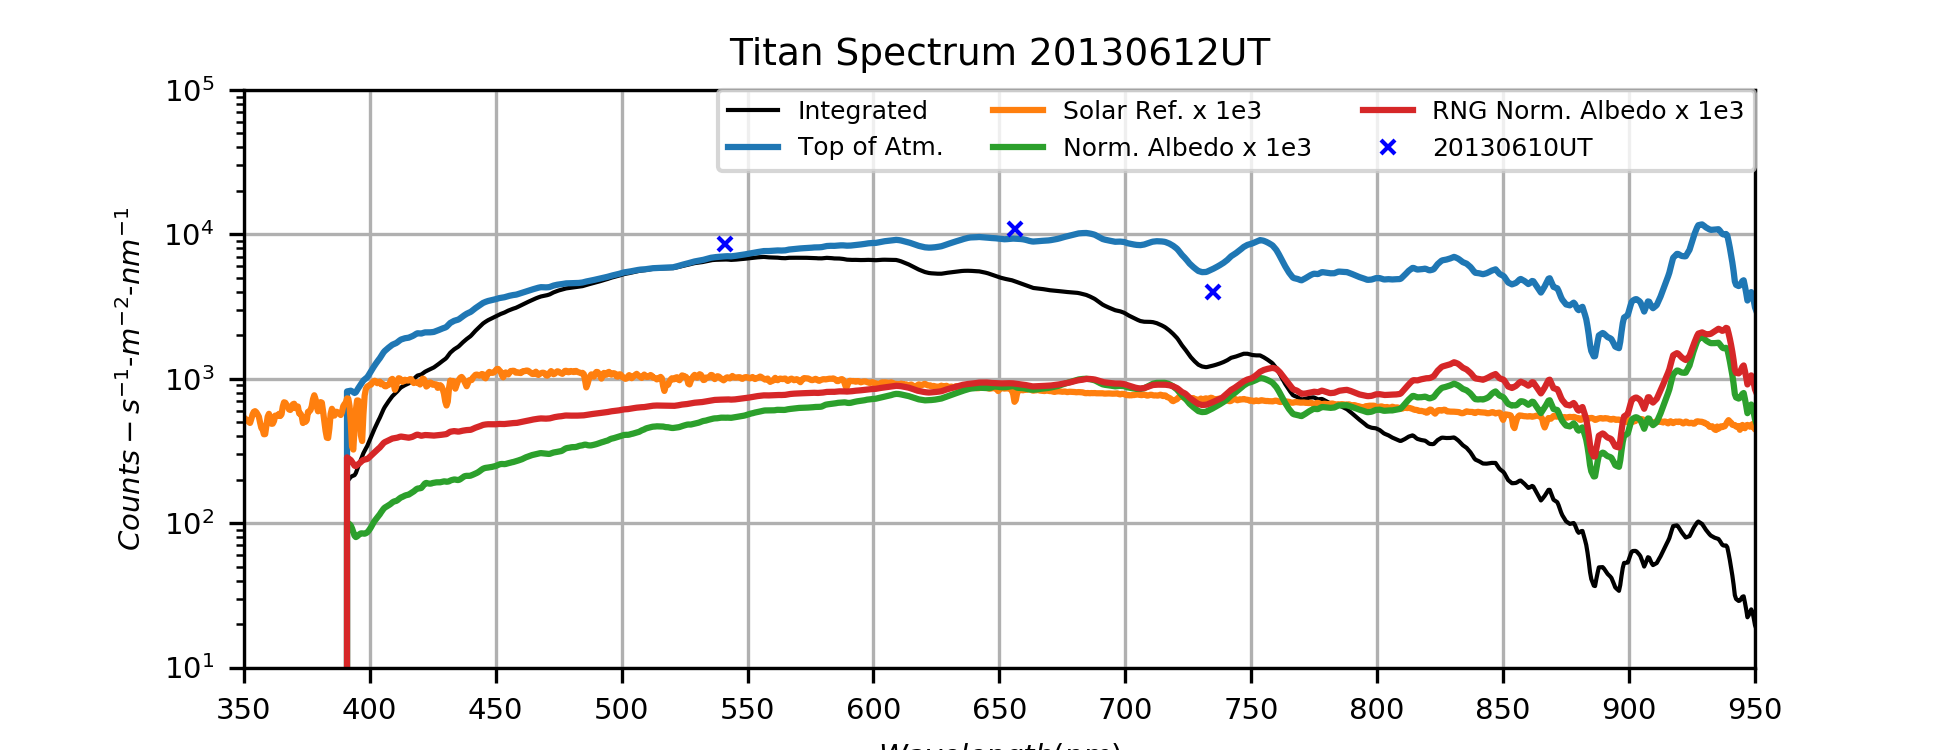 Titan Spectrum 20130612UT
10^5
10^4
10^3
10^2
10^1
Counts − s^−1-m^−2-nm^−1
Integrated
Top of Atm.
Solar Ref. x 1e3
Norm. Albedo x 1e3
RNG Norm. Albedo x 1e3
20130610UT
350 400 450 500 550 600 650 700 750 800 850 900 950
Wavelength(nm)